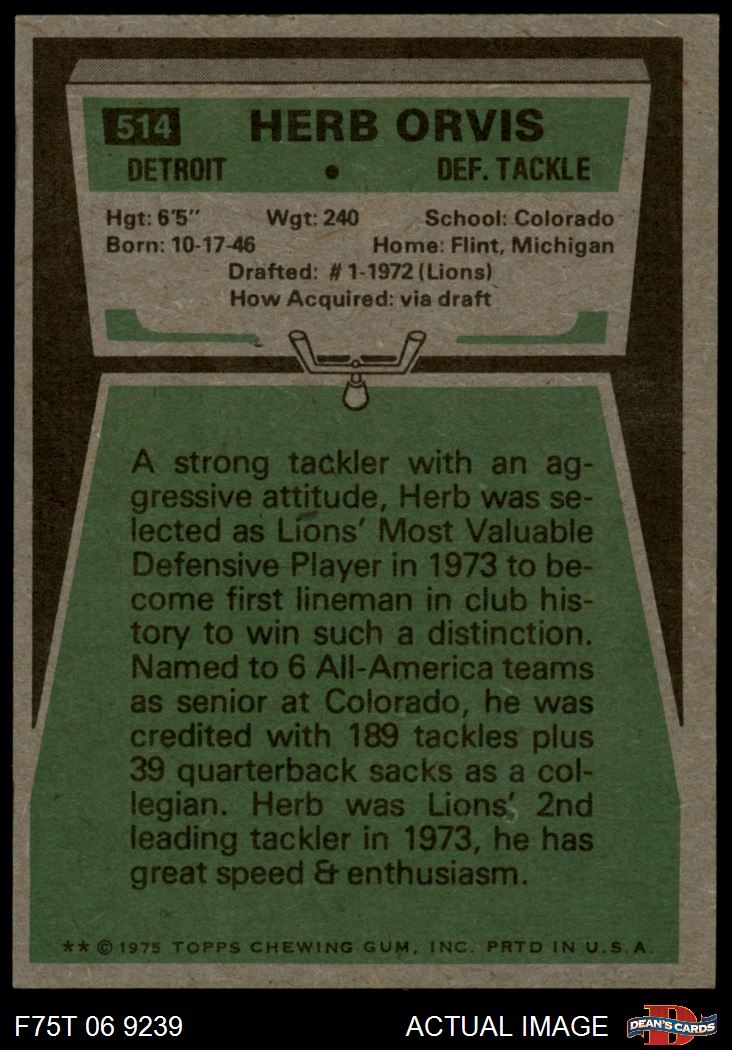 514 HERB ORVIS
DETROIT • DEF. TACKLE
Hgt: 6'5" Wgt: 240 School: Colorado
Born: 10-17-46 Home: Flint, Michigan
Drafted: #1-1972 (Lions)
How Acquired: via draft
A strong tackler with an ag-
gressive attitude, Herb was se-
lected as Lions' Most Valuable
Defensive Player in 1973 to be-
come first lineman in club his-
tory to win such a distinction.
Named to 6 All-America teams
as senior at Colorado, he was
credited with 189 tackles plus
39 quarterback sacks as a col-
legian. Herb was Lions' 2nd
leading tackler in 1973, he has
great speed & enthusiasm.
** © 1975 TOPPS CHEWING GUM, INC. PRTD IN U.S.A.
F75T 06 9239 ACTUAL IMAGE D DEAN'S CARDS